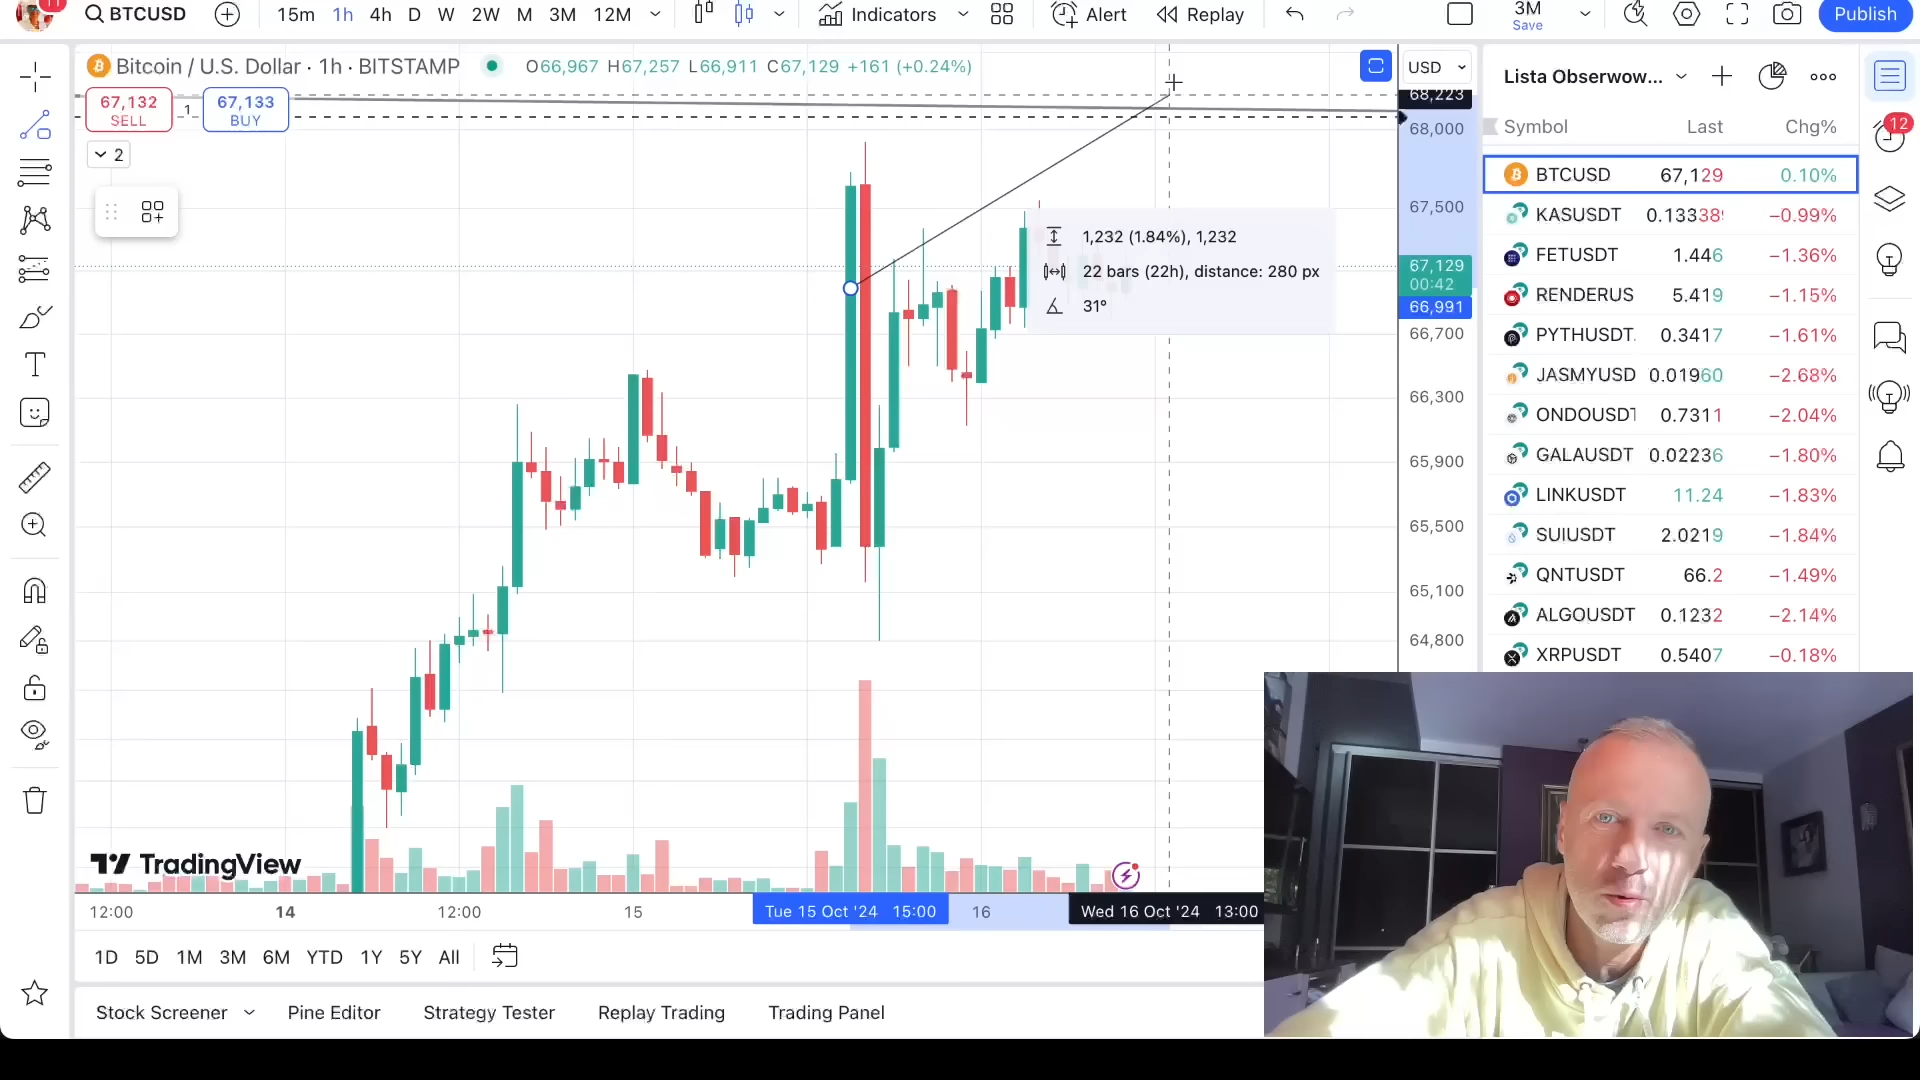 11
BTCUSD
15m 1h 4h D W 2W M 3M 12M
Indicators
Alert
Replay
3M
Save
Publish
Bitcoin / U.S. Dollar · 1h · BITSTAMP
O66,967 H67,257 L66,911 C67,129 +161 (+0.24%)
67,132
SELL
1
67,133
BUY
2
1,232 (1.84%), 1,232
22 bars (22h), distance: 280 px
31°
USD
68,223
68,000
67,500
67,129
00:42
66,991
66,700
66,300
65,900
65,500
65,100
64,800
TradingView
12:00
14
12:00
15
Tue 15 Oct '24 15:00
16
Wed 16 Oct '24 13:00
1D 5D 1M 3M 6M YTD 1Y 5Y All
Stock Screener
Pine Editor
Strategy Tester
Replay Trading
Trading Panel
Lista Obserwow...
Symbol Last Chg%
BTCUSD 67,129 0.10%
KASUSDT 0.13338 −0.99%
FETUSDT 1.446 −1.36%
RENDERUS 5.419 −1.15%
PYTHUSDT 0.3417 −1.61%
JASMYUSD 0.01960 −2.68%
ONDOUSDT 0.7311 −2.04%
GALAUSDT 0.02236 −1.80%
LINKUSDT 11.24 −1.83%
SUIUSDT 2.0219 −1.84%
QNTUSDT 66.2 −1.49%
ALGOUSDT 0.1232 −2.14%
XRPUSDT 0.5407 −0.18%
12